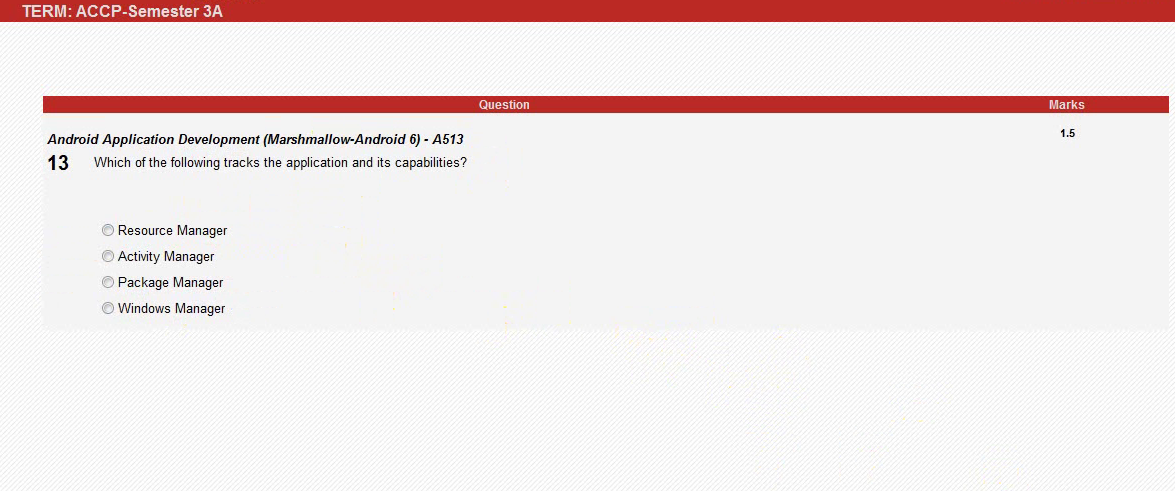 TERM: ACCP-Semester 3A
Question Marks
Android Application Development (Marshmallow-Android 6) - A513 1.5
13 Which of the following tracks the application and its capabilities?
Resource Manager
Activity Manager
Package Manager
Windows Manager